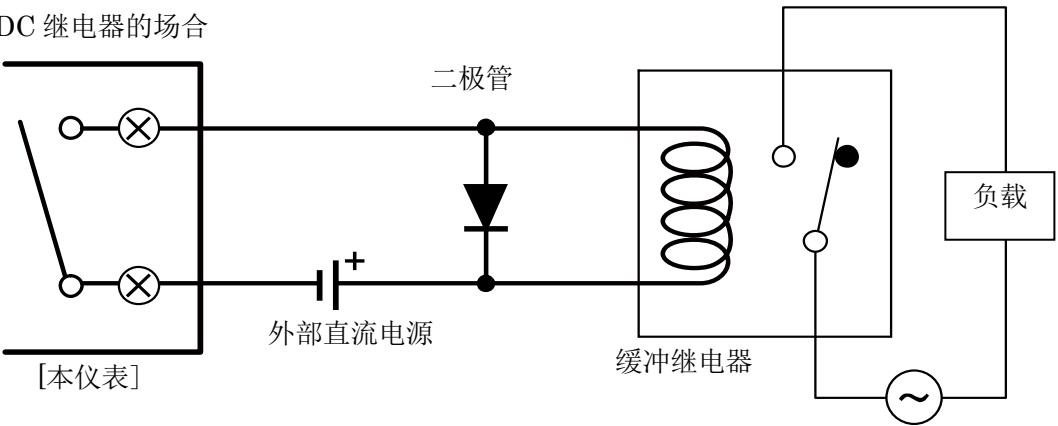 DC 继电器的场合
二极管
负载
+
外部直流电源
缓冲继电器
[本仪表]
~